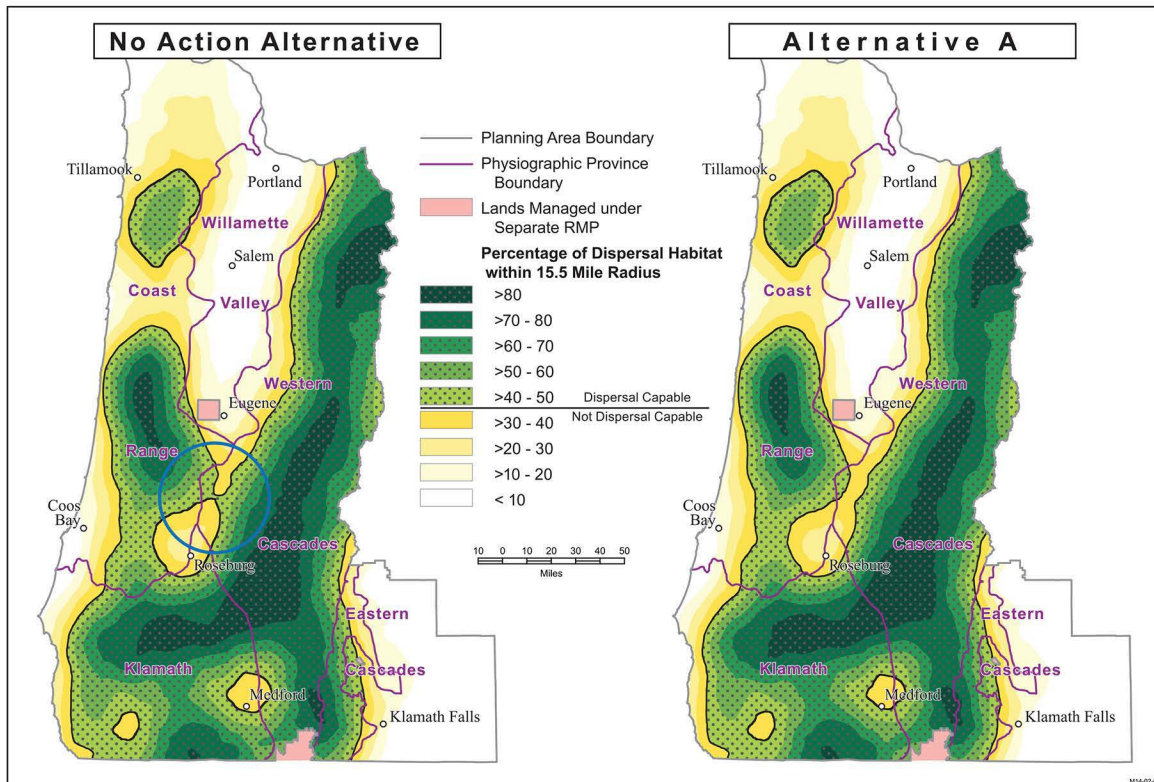 No Action Alternative
Alternative A
Planning Area Boundary
Physiographic Province
Boundary
Lands Managed under
Separate RMP
Percentage of Dispersal Habitat
within 15.5 Mile Radius
>80
>70 - 80
>60 - 70
>50 - 60
>40 - 50
Dispersal Capable
Not Dispersal Capable
>30 - 40
>20 - 30
>10 - 20
< 10
10 0 10 20 30 40 50
Miles
Tillamook
Portland
Willamette
Salem
Coast
Valley
Western
Eugene
Range
Coos
Bay
Cascades
Roseburg
Eastern
Klamath
Cascades
Medford
Klamath Falls
Tillamook
Portland
Willamette
Salem
Coast
Valley
Western
Eugene
Range
Coos
Bay
Cascades
Roseburg
Eastern
Klamath
Cascades
Medford
Klamath Falls